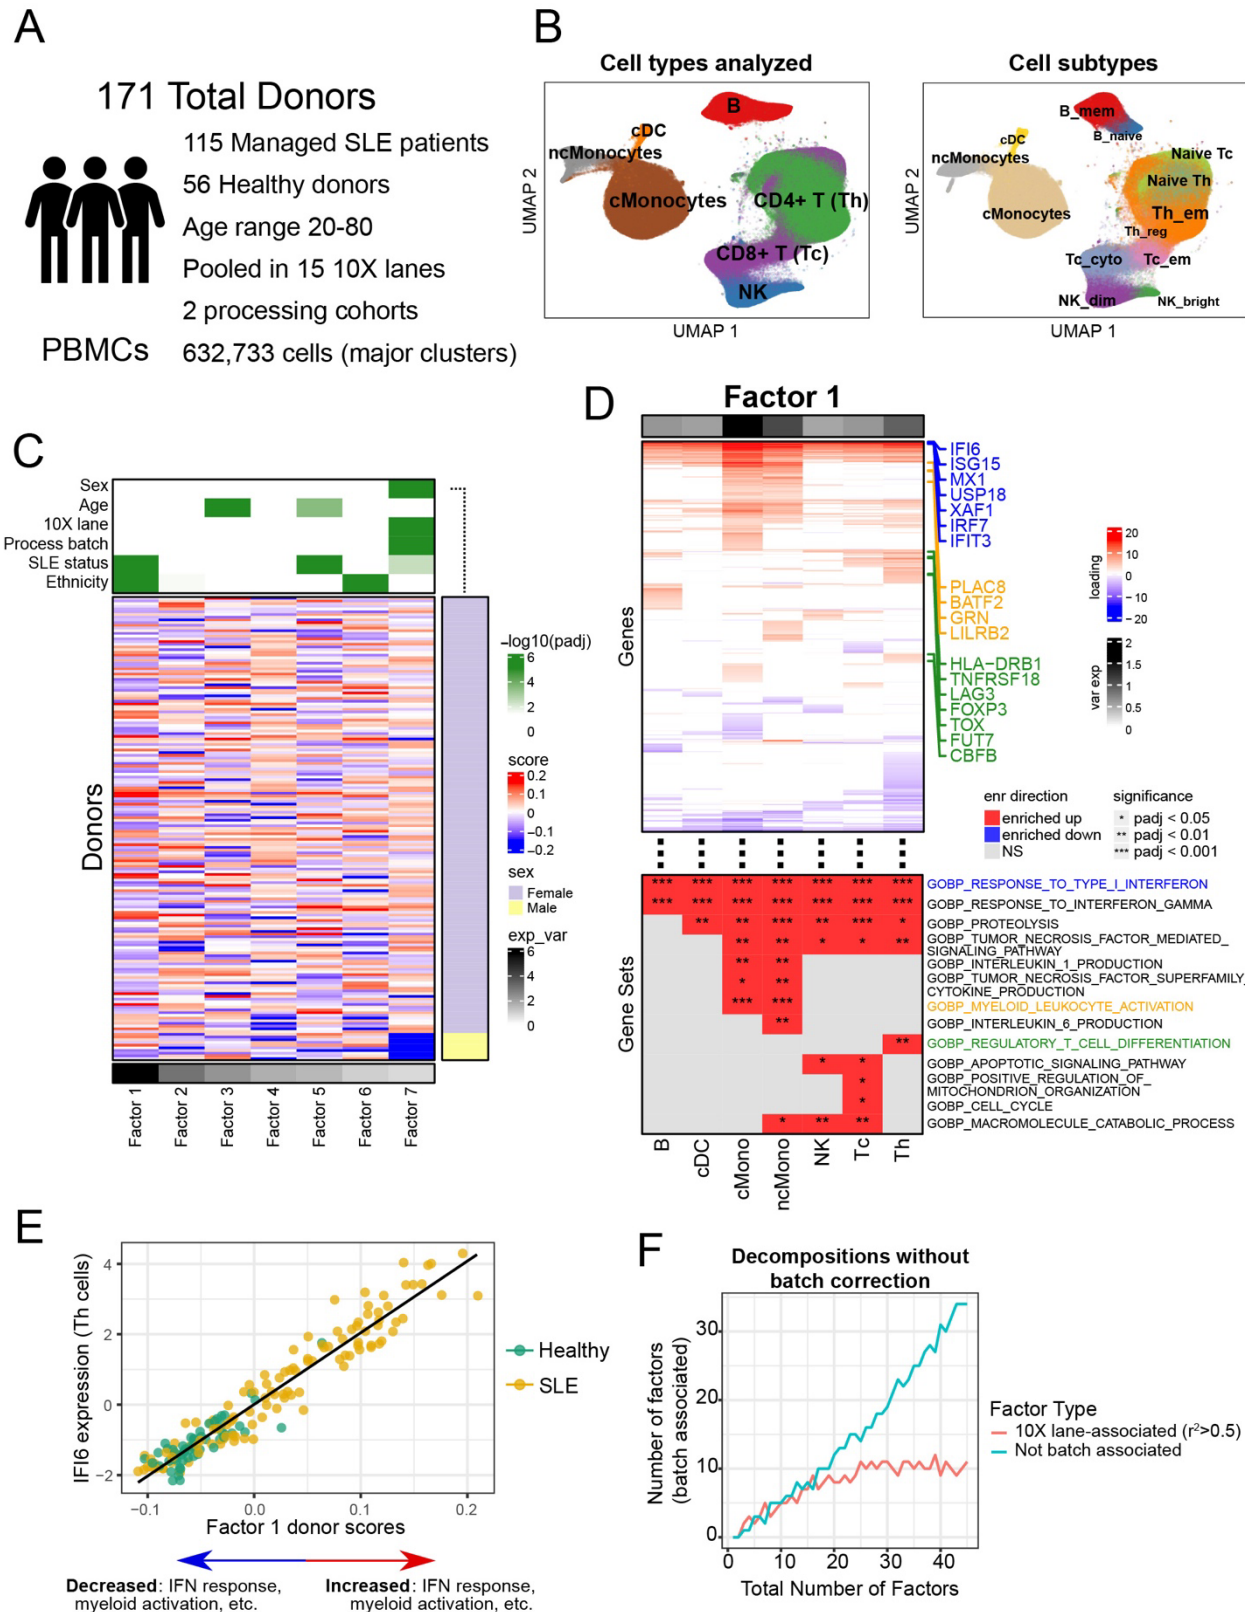 A
171 Total Donors
115 Managed SLE patients
56 Healthy donors
Age range 20-80
Pooled in 15 10X lanes
2 processing cohorts
PBMCs
632,733 cells (major clusters)
B
Cell types analyzed
B
cDC
ncMonocytes
cMonocytes
CD4+ T (Th)
CD8+ T (Tc)
NK
UMAP 2
UMAP 1
Cell subtypes
B_mem
B_naive
cDC
ncMonocytes
Naive Tc
Naive Th
cMonocytes
Th_em
Th_reg
Tc_cyto
Tc_em
NK_dim
NK_bright
UMAP 2
UMAP 1
C
Sex
Age
10X lane
Process batch
SLE status
Ethnicity
Donors
Factor 1
Factor 2
Factor 3
Factor 4
Factor 5
Factor 6
Factor 7
-log10(padj)
6
4
2
0
score
0.2
0.1
0
-0.1
-0.2
sex
Female
Male
exp_var
6
4
2
0
D
Factor 1
Genes
IFI6
ISG15
MX1
USP18
XAF1
IRF7
IFIT3
PLAC8
BATF2
GRN
LILRB2
HLA-DRB1
TNFRSF18
LAG3
FOXP3
TOX
FUT7
CBFB
loading
20
10
0
-10
-20
var exp
2
1.5
1
0.5
0
enr direction
enriched up
enriched down
NS
significance
* padj < 0.05
** padj < 0.01
*** padj < 0.001
Gene Sets
*** *** *** *** *** *** *** GOBP_RESPONSE_TO_TYPE_I_INTERFERON
*** *** *** *** *** *** *** GOBP_RESPONSE_TO_INTERFERON_GAMMA
** ** *** ** *** * GOBP_PROTEOLYSIS
** ** * * ** GOBP_TUMOR_NECROSIS_FACTOR_MEDIATED_
SIGNALING_PATHWAY
** ** GOBP_INTERLEUKIN_1_PRODUCTION
* ** GOBP_TUMOR_NECROSIS_FACTOR_SUPERFAMILY_
CYTOKINE_PRODUCTION
*** *** GOBP_MYELOID_LEUKOCYTE_ACTIVATION
** GOBP_INTERLEUKIN_6_PRODUCTION
** GOBP_REGULATORY_T_CELL_DIFFERENTIATION
* * GOBP_APOPTOTIC_SIGNALING_PATHWAY
* GOBP_POSITIVE_REGULATION_OF_
MITOCHONDRION_ORGANIZATION
* GOBP_CELL_CYCLE
* ** ** GOBP_MACROMOLECULE_CATABOLIC_PROCESS
B
cDC
cMono
ncMono
NK
Tc
Th
E
IFI6 expression (Th cells)
4
2
0
-2
-0.1
0.0
0.1
0.2
Factor 1 donor scores
Healthy
SLE
Decreased: IFN response,
myeloid activation, etc.
Increased: IFN response,
myeloid activation, etc.
F
Decompositions without
batch correction
Number of factors
(batch associated)
30
20
10
0
0
10
20
30
40
Total Number of Factors
Factor Type
10X lane-associated (r²>0.5)
Not batch associated